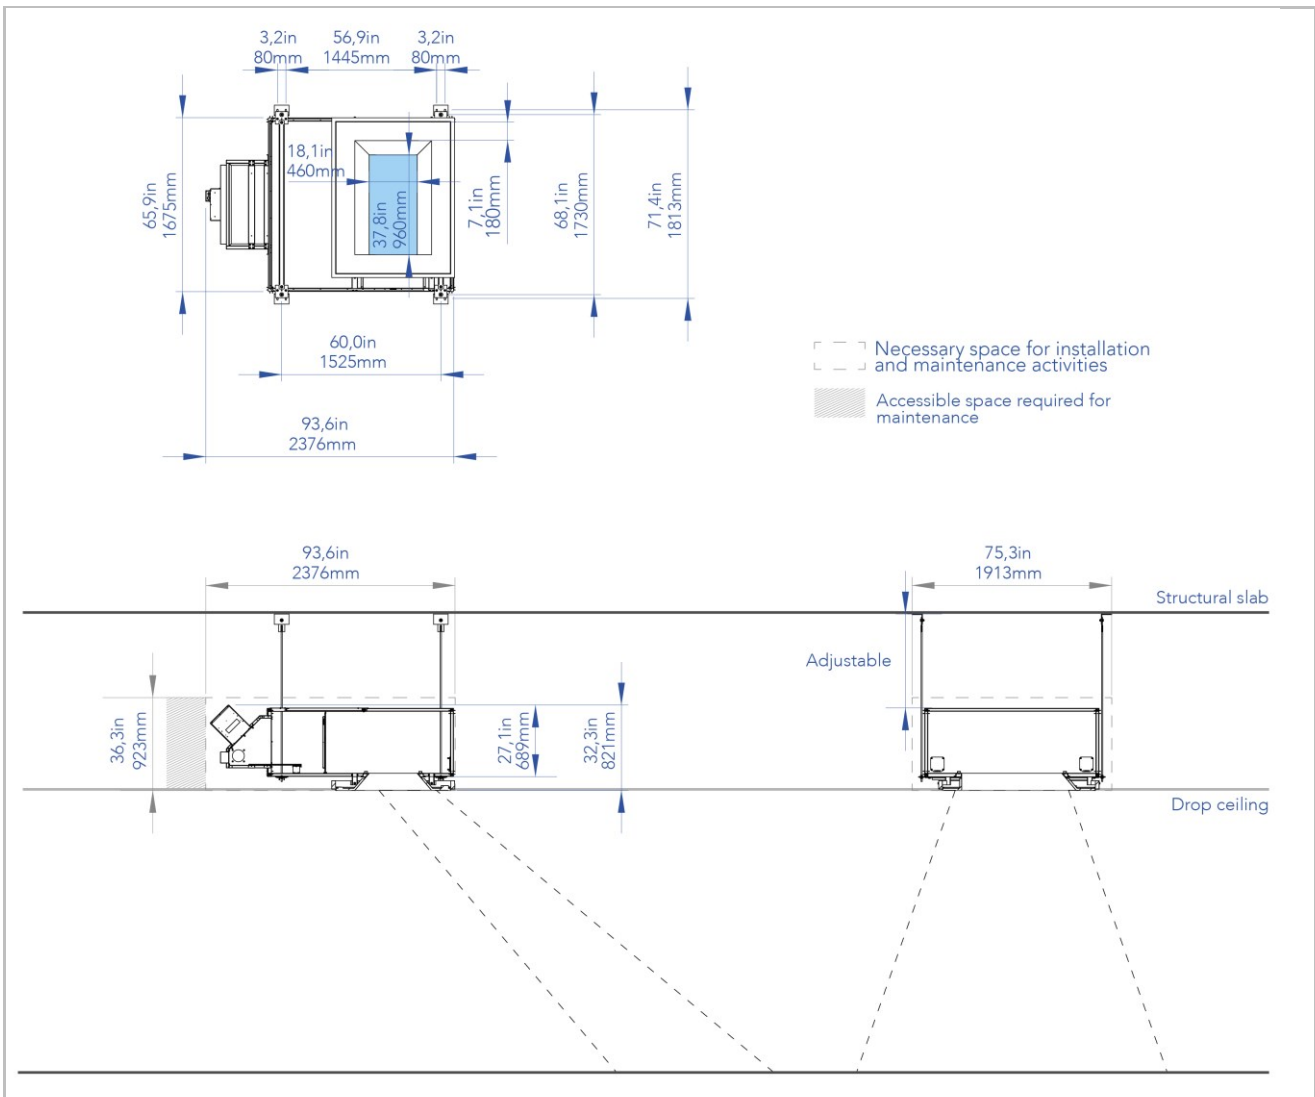 3,2in
80mm
56,9in
1445mm
3,2in
80mm
18,1in
460mm
37,8in
960mm
65,9in
1675mm
7,1in
180mm
68,1in
1730mm
71,4in
1813mm
60,0in
1525mm
93,6in
2376mm
Necessary space for installation
and maintenance activities
Accessible space required for
maintenance
93,6in
2376mm
75,3in
1913mm
Structural slab
Adjustable
36,3in
923mm
27,1in
689mm
32,3in
821mm
Drop ceiling